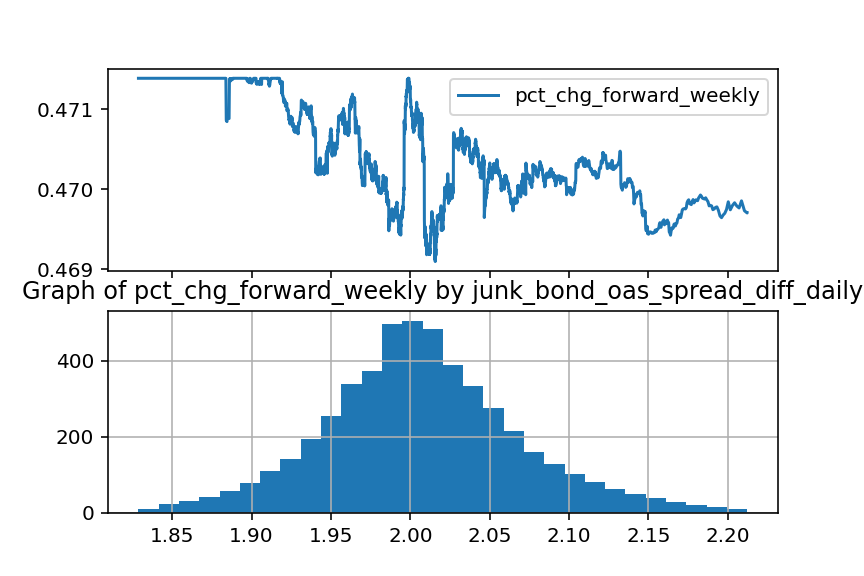 pct_chg_forward_weekly
0.471
0.470
0.469
Graph of pct_chg_forward_weekly by junk_bond_oas_spread_diff_daily
400
200
0
1.85 1.90 1.95 2.00 2.05 2.10 2.15 2.20